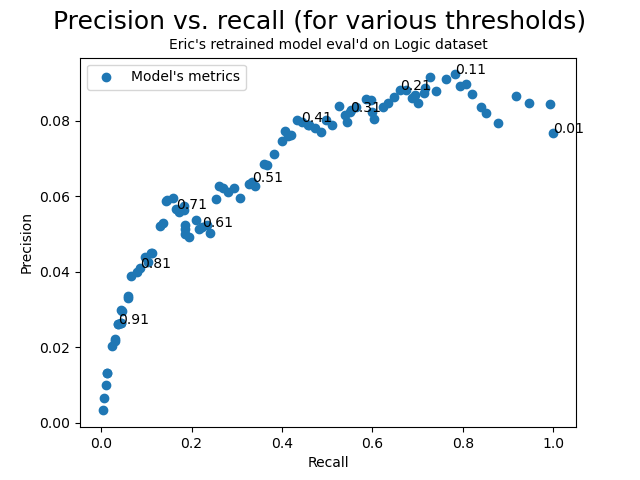 Precision vs. recall (for various thresholds)
Eric's retrained model eval'd on Logic dataset
Model's metrics
0.11
0.21
0.31
0.41
0.01
0.51
0.71
0.61
0.81
0.91
Precision
0.08
0.06
0.04
0.02
0.00
0.0 0.2 0.4 0.6 0.8 1.0
Recall